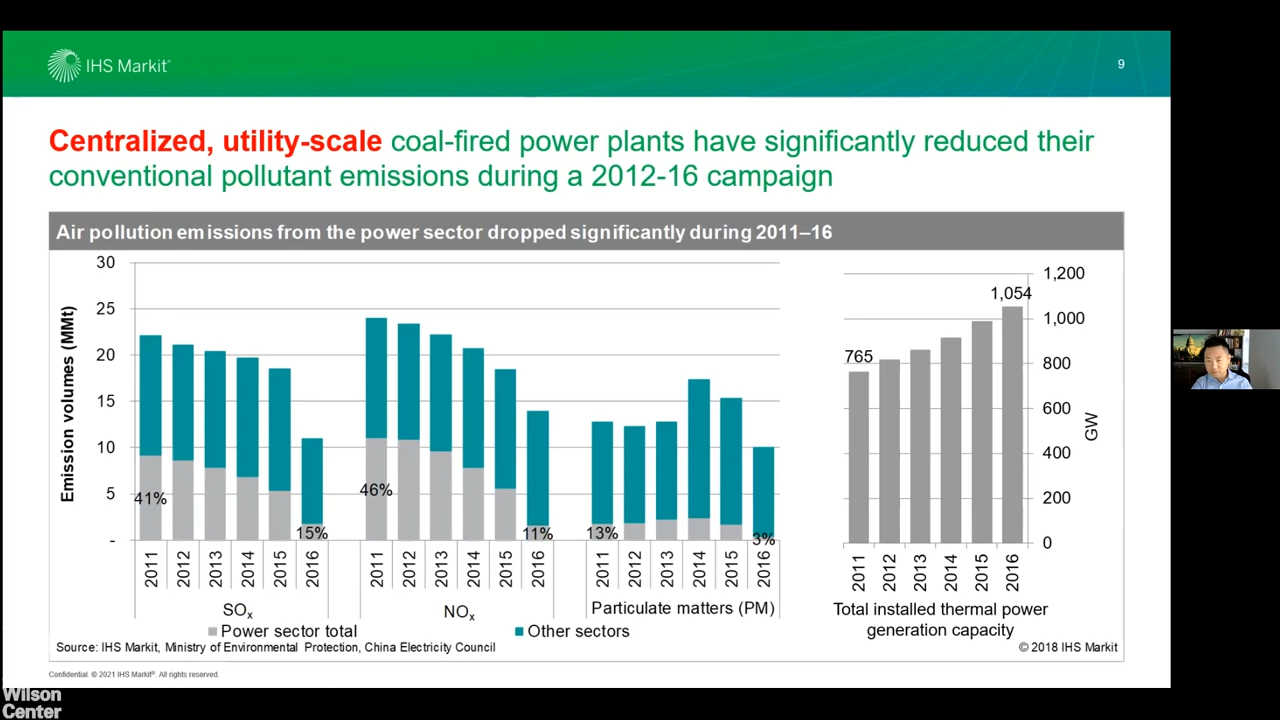 IHS Markit®
9
Centralized, utility-scale coal-fired power plants have significantly reduced their
conventional pollutant emissions during a 2012-16 campaign
Air pollution emissions from the power sector dropped significantly during 2011–16
Emission volumes (MMt)
30
25
20
15
10
5
-
41%
15%
46%
11%
13%
3%
2011
2012
2013
2014
2015
2016
2011
2012
2013
2014
2015
2016
2011
2012
2013
2014
2015
2016
SOx
NOx
Particulate matters (PM)
Power sector total
Other sectors
765
1,054
1,200
1,000
800
600
400
200
0
GW
2011
2012
2013
2014
2015
2016
Total installed thermal power
generation capacity
Source: IHS Markit, Ministry of Environmental Protection, China Electricity Council
© 2018 IHS Markit
Confidential. © 2021 IHS Markit®. All rights reserved.
Wilson
Center